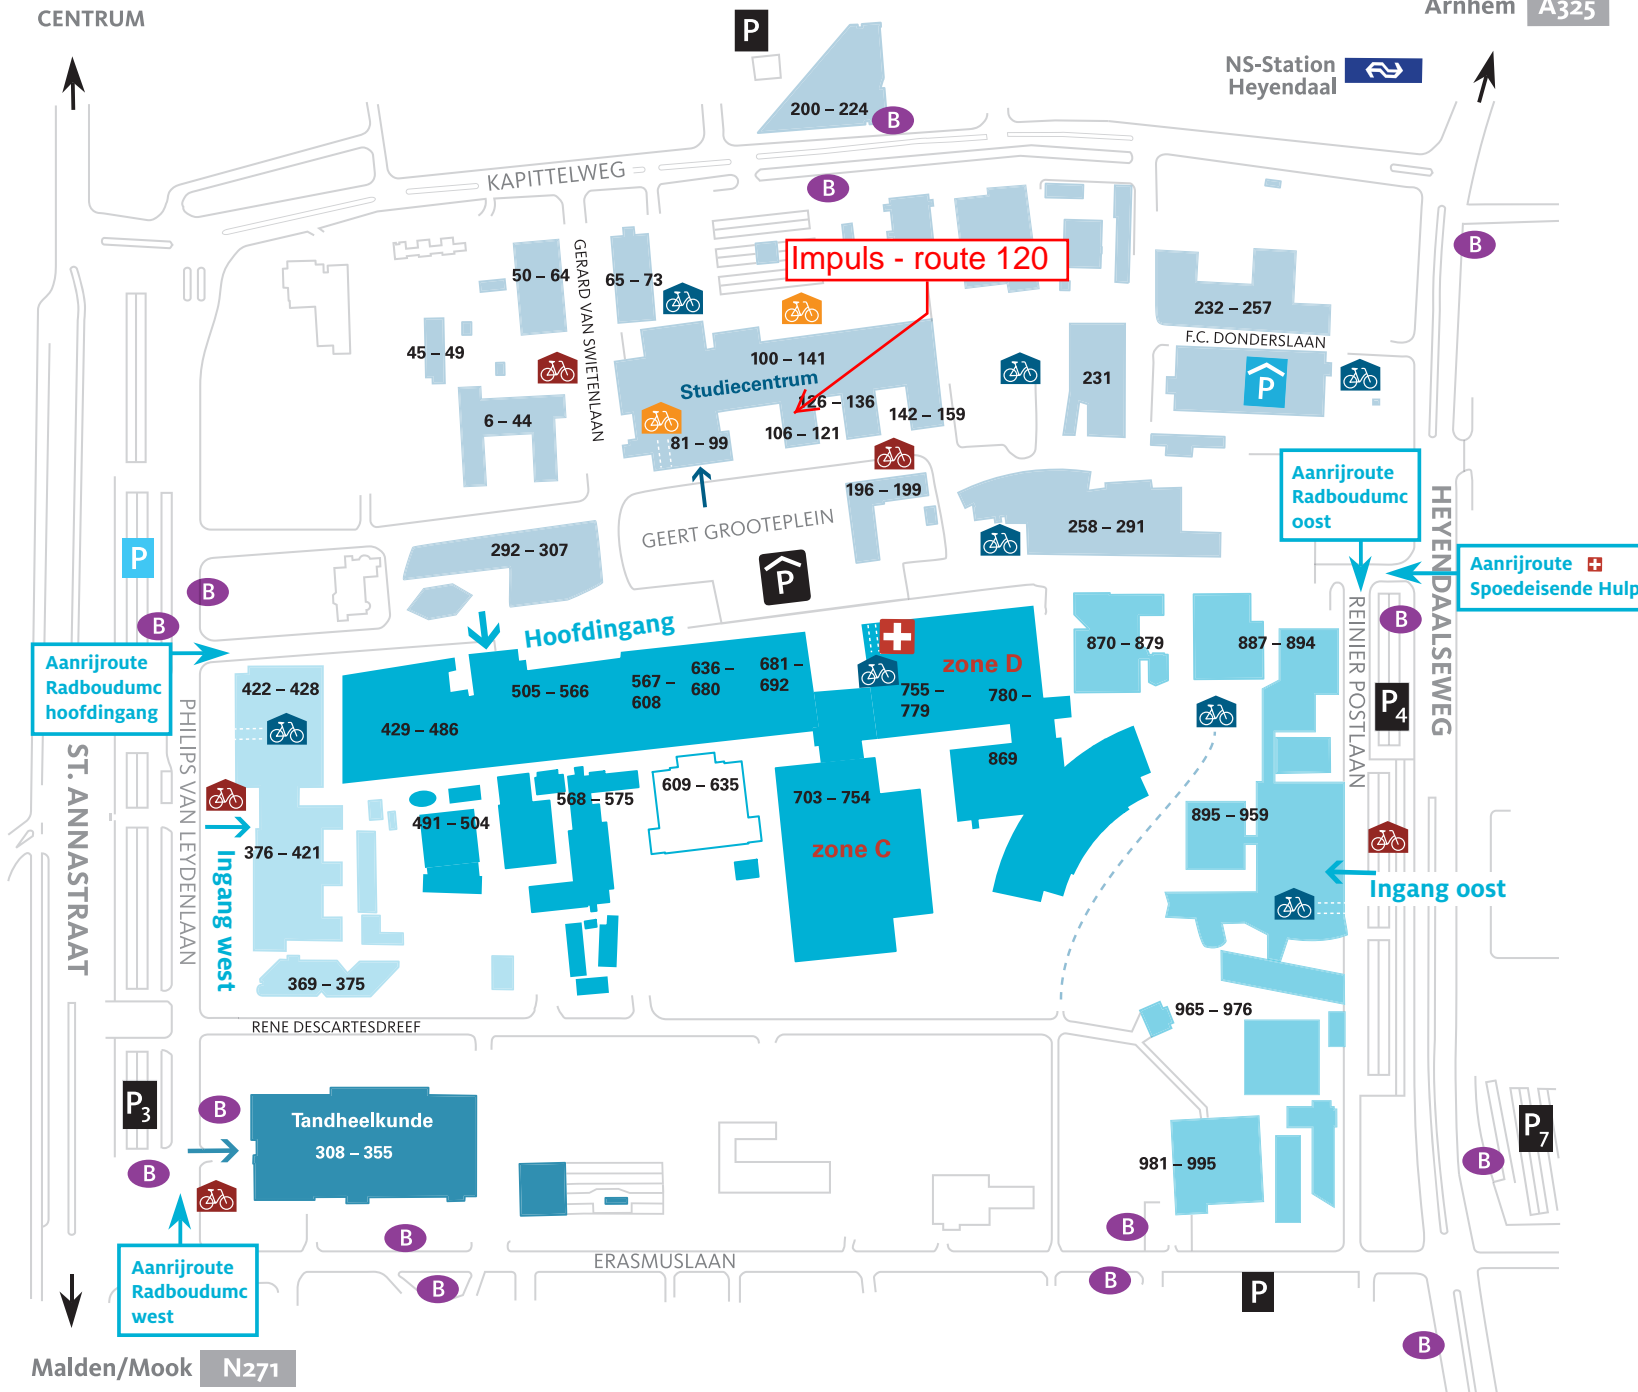 CENTRUM
P
Arnhem A325
NS-Station
Heyendaal
200 – 224
B
KAPITTELWEG
B
B
GERARD VAN SWIETENLAAN
50 – 64
65 – 73
Impuls - route 120
232 – 257
F.C. DONDERSLAAN
P
45 – 49
100 – 141
Studiecentrum
126 – 136
231
142 – 159
6 – 44
81 – 99
106 – 121
196 – 199
GEERT GROOTEPLEIN
258 – 291
Aanrijroute
Radboudumc
oost
HEYENDAALSEWEG
292 – 307
P
P
Aanrijroute
Spoedeisende Hulp
B
B
B
REINIER POSTLAAN
Hoofdingang
Aanrijroute
Radboudumc
hoofdingang
422 – 428
505 – 566
567 –
608
636 –
680
681 –
692
zone D
755 –
779
780 –
870 – 879
887 – 894
P4
429 – 486
PHILIPS VAN LEYDENLAAN
ST. ANNASTRAAT
869
609 – 635
568 – 575
703 – 754
491 – 504
895 – 959
376 – 421
zone C
Ingang west
Ingang oost
369 – 375
965 – 976
RENE DESCARTESDREEF
P3
B
Tandheelkunde
308 – 355
P7
B
B
981 – 995
B
B
ERASMUSLAAN
Aanrijroute
Radboudumc
west
B
B
P
B
Malden/Mook N271